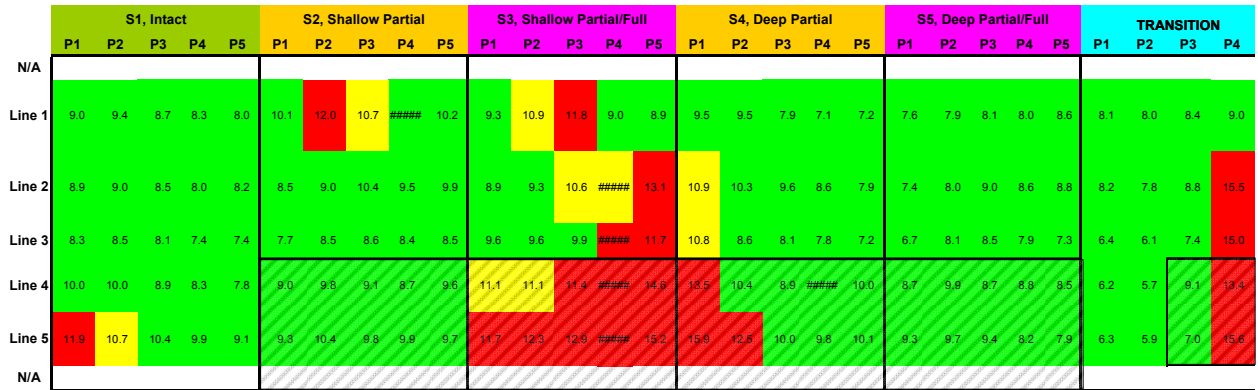 S1, Intact S2, Shallow Partial S3, Shallow Partial/Full S4, Deep Partial S5, Deep Partial/Full TRANSITION
P1 P2 P3 P4 P5 P1 P2 P3 P4 P5 P1 P2 P3 P4 P5 P1 P2 P3 P4 P5 P1 P2 P3 P4 P5 P1 P2 P3 P4
N/A
Line 1 9.0 9.4 8.7 8.3 8.0 10.1 12.0 10.7 ##### 10.2 9.3 10.9 11.8 9.0 8.9 9.5 9.5 7.9 7.1 7.2 7.6 7.9 8.1 8.0 8.6 8.1 8.0 8.4 9.0
Line 2 8.9 9.0 8.5 8.0 8.2 8.5 9.0 10.4 9.5 9.9 8.9 9.3 10.6 ##### 13.1 10.9 10.3 9.6 8.6 7.9 7.4 8.0 9.0 8.6 8.8 8.2 7.8 8.8 15.5
Line 3 8.3 8.5 8.1 7.4 7.4 7.7 8.5 8.6 8.4 8.5 9.6 9.6 9.9 ##### 11.7 10.8 8.6 8.1 7.8 7.2 6.7 8.1 8.5 7.9 7.3 6.4 6.1 7.4 15.0
Line 4 10.0 10.0 8.9 8.3 7.8 9.0 9.8 9.1 8.7 9.6 11.1 11.1 11.4 ##### 14.6 13.5 10.4 8.9 ##### 10.0 8.7 9.9 8.7 8.8 8.5 6.2 5.7 9.1 13.4
Line 5 11.9 10.7 10.4 9.9 9.1 9.3 10.4 9.8 9.9 9.7 11.7 12.3 12.9 ##### 15.2 15.9 12.5 10.0 9.8 10.1 9.3 9.7 9.4 8.2 7.9 6.3 5.9 7.0 15.6
N/A